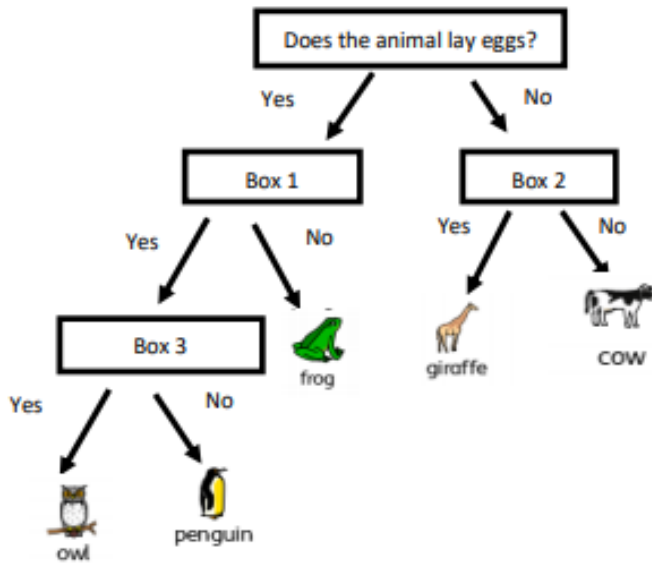 Does the animal lay eggs?
Yes
No
Box 1
Box 2
Yes
No
Yes
No
Box 3
frog
giraffe
cow
Yes
No
owl
penguin